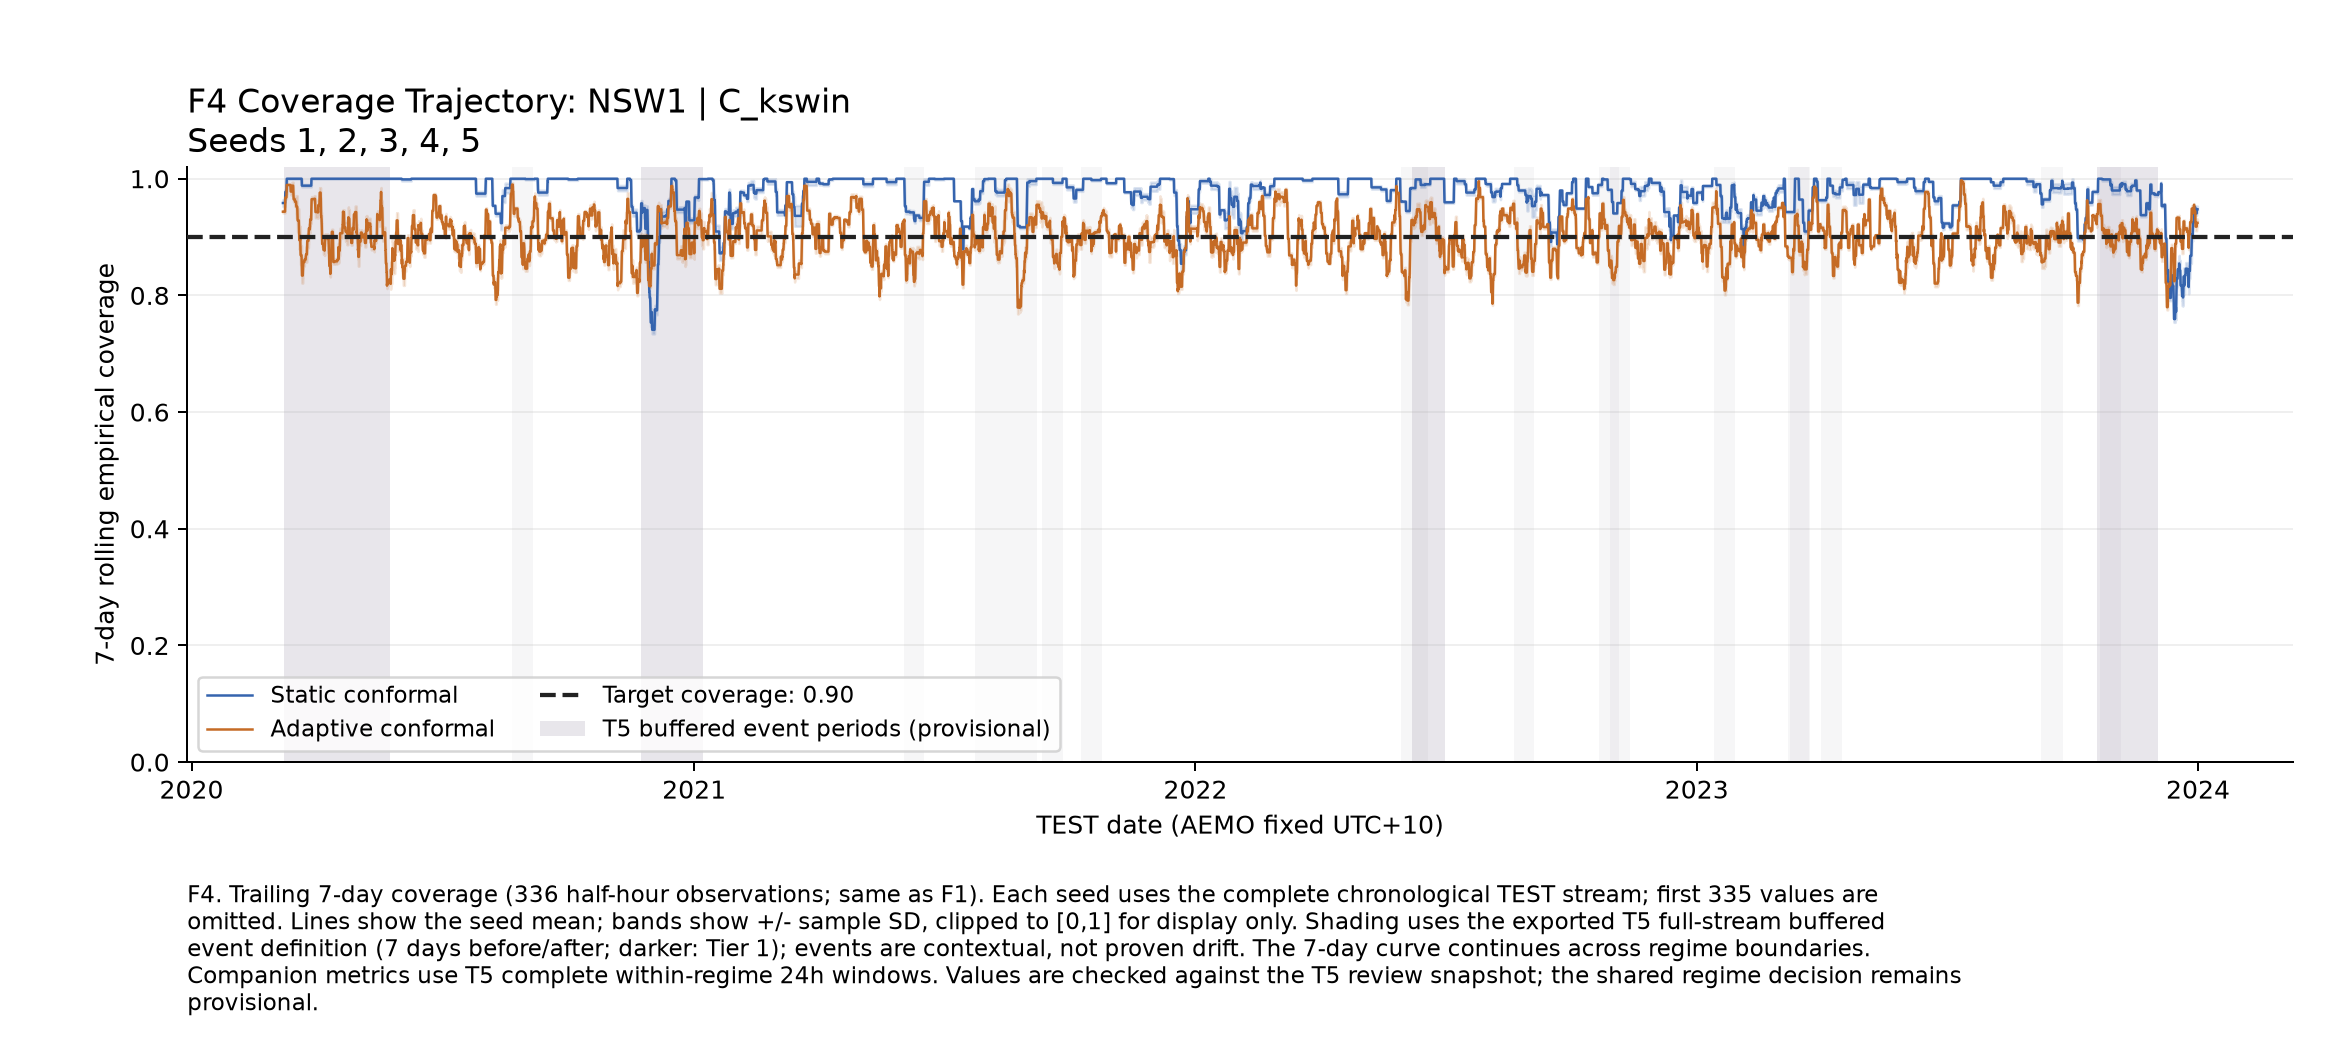 F4 Coverage Trajectory: NSW1 | C_kswin
Seeds 1, 2, 3, 4, 5
7-day rolling empirical coverage
1.0
0.8
0.6
0.4
0.2
0.0
Static conformal
Adaptive conformal
Target coverage: 0.90
T5 buffered event periods (provisional)
2020
2021
2022
2023
2024
TEST date (AEMO fixed UTC+10)
F4. Trailing 7-day coverage (336 half-hour observations; same as F1). Each seed uses the complete chronological TEST stream; first 335 values are
omitted. Lines show the seed mean; bands show +/- sample SD, clipped to [0,1] for display only. Shading uses the exported T5 full-stream buffered
event definition (7 days before/after; darker: Tier 1); events are contextual, not proven drift. The 7-day curve continues across regime boundaries.
Companion metrics use T5 complete within-regime 24h windows. Values are checked against the T5 review snapshot; the shared regime decision remains
provisional.